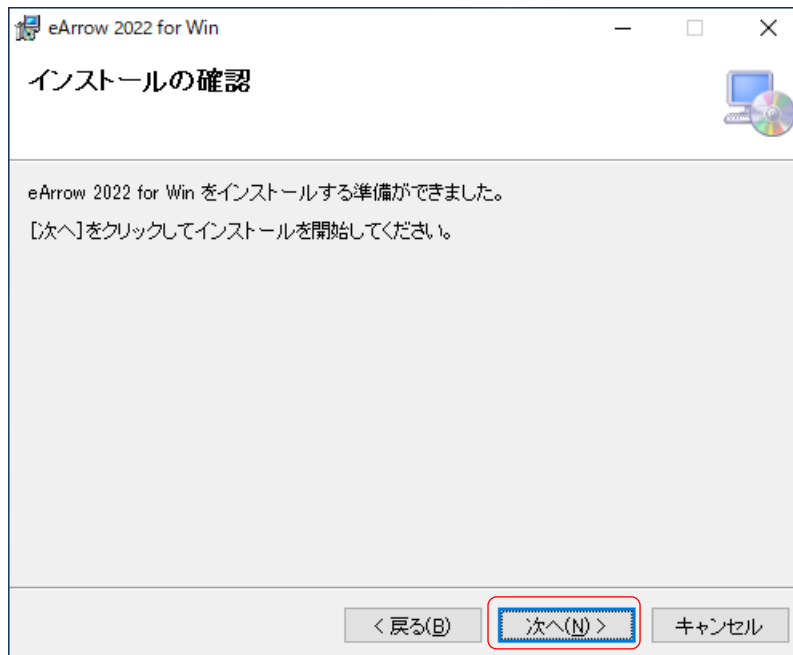 eArrow 2022 for Win
インストールの確認
eArrow 2022 for Win をインストールする準備ができました。
[次へ]をクリックしてインストールを開始してください。
< 戻る(B)
次へ(N) >
キャンセル